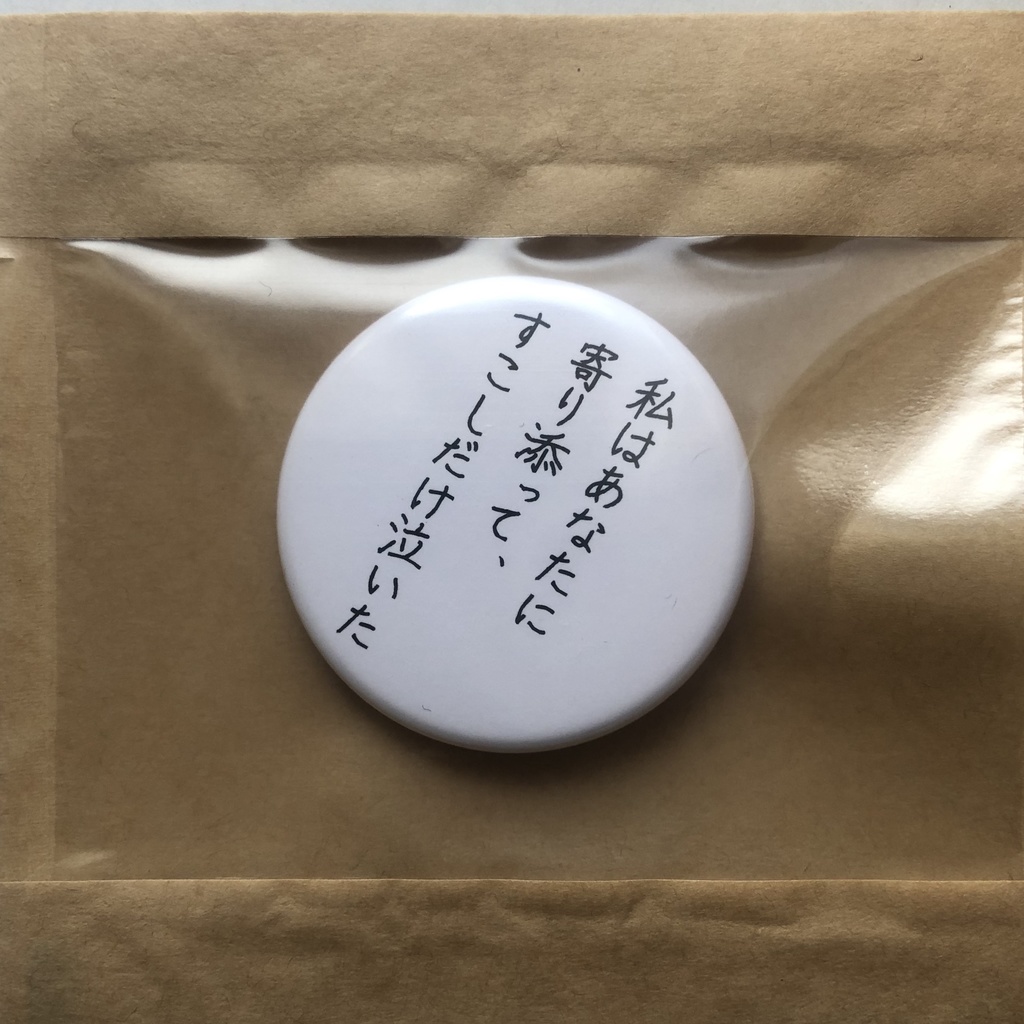 私はあなたに
寄り添って、
すこしだけ泣いた